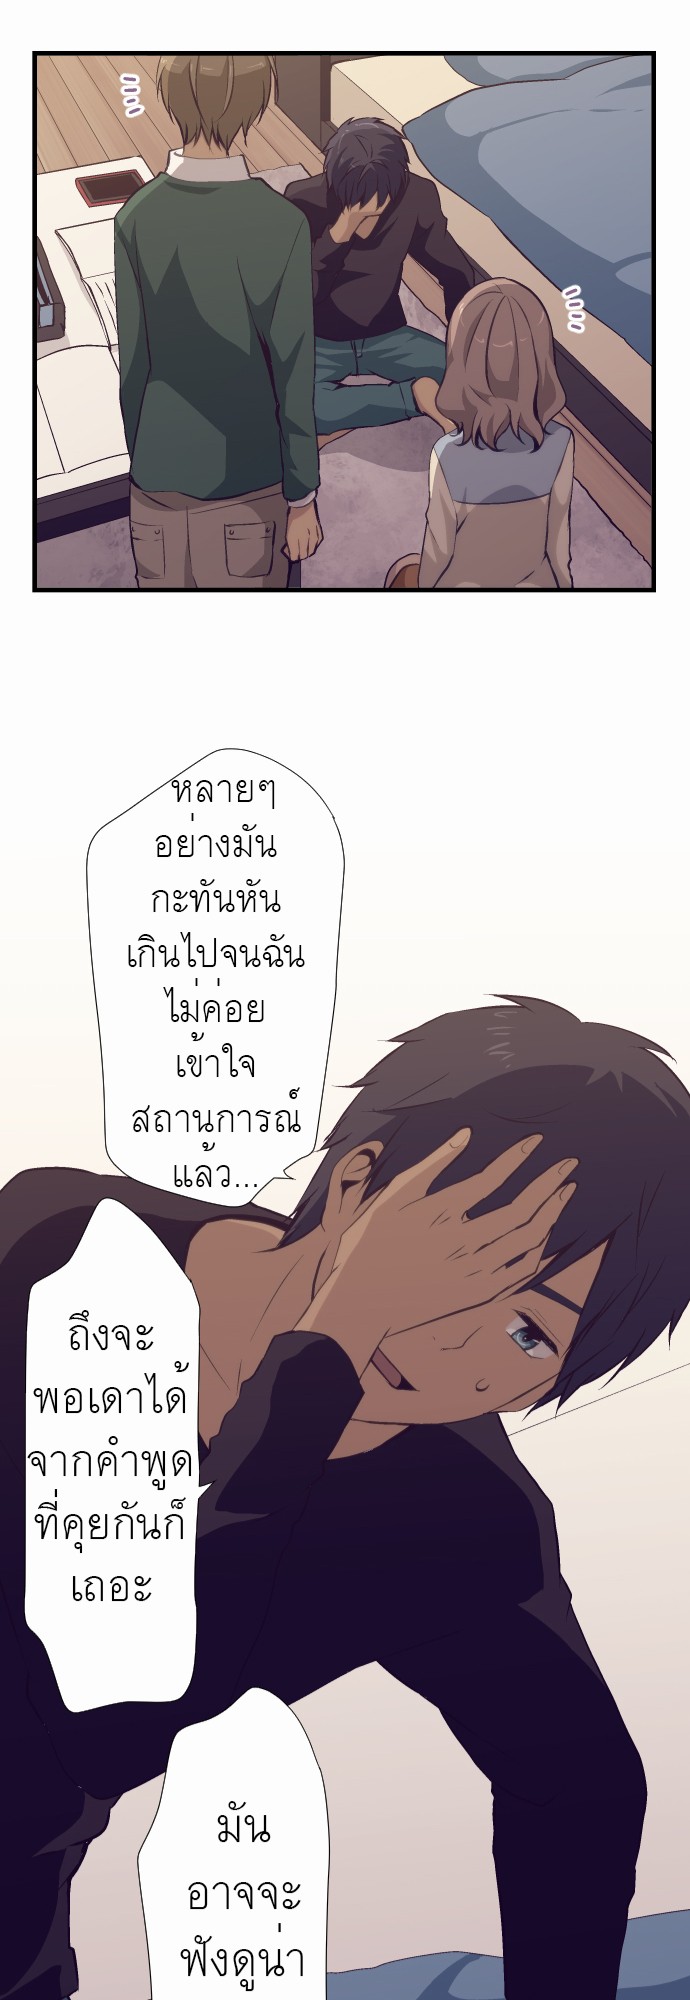 หลายๆ
อย่างมัน
กะทันหัน
เกินไปจนฉัน
ไม่ค่อย
เข้าใจ
สถานการณ์
แล้ว...
ถึงจะ
พอเดาได้
จากคำพูด
ที่คุยกันก็
เถอะ
มัน
อาจจะ
ฟังดูน่า